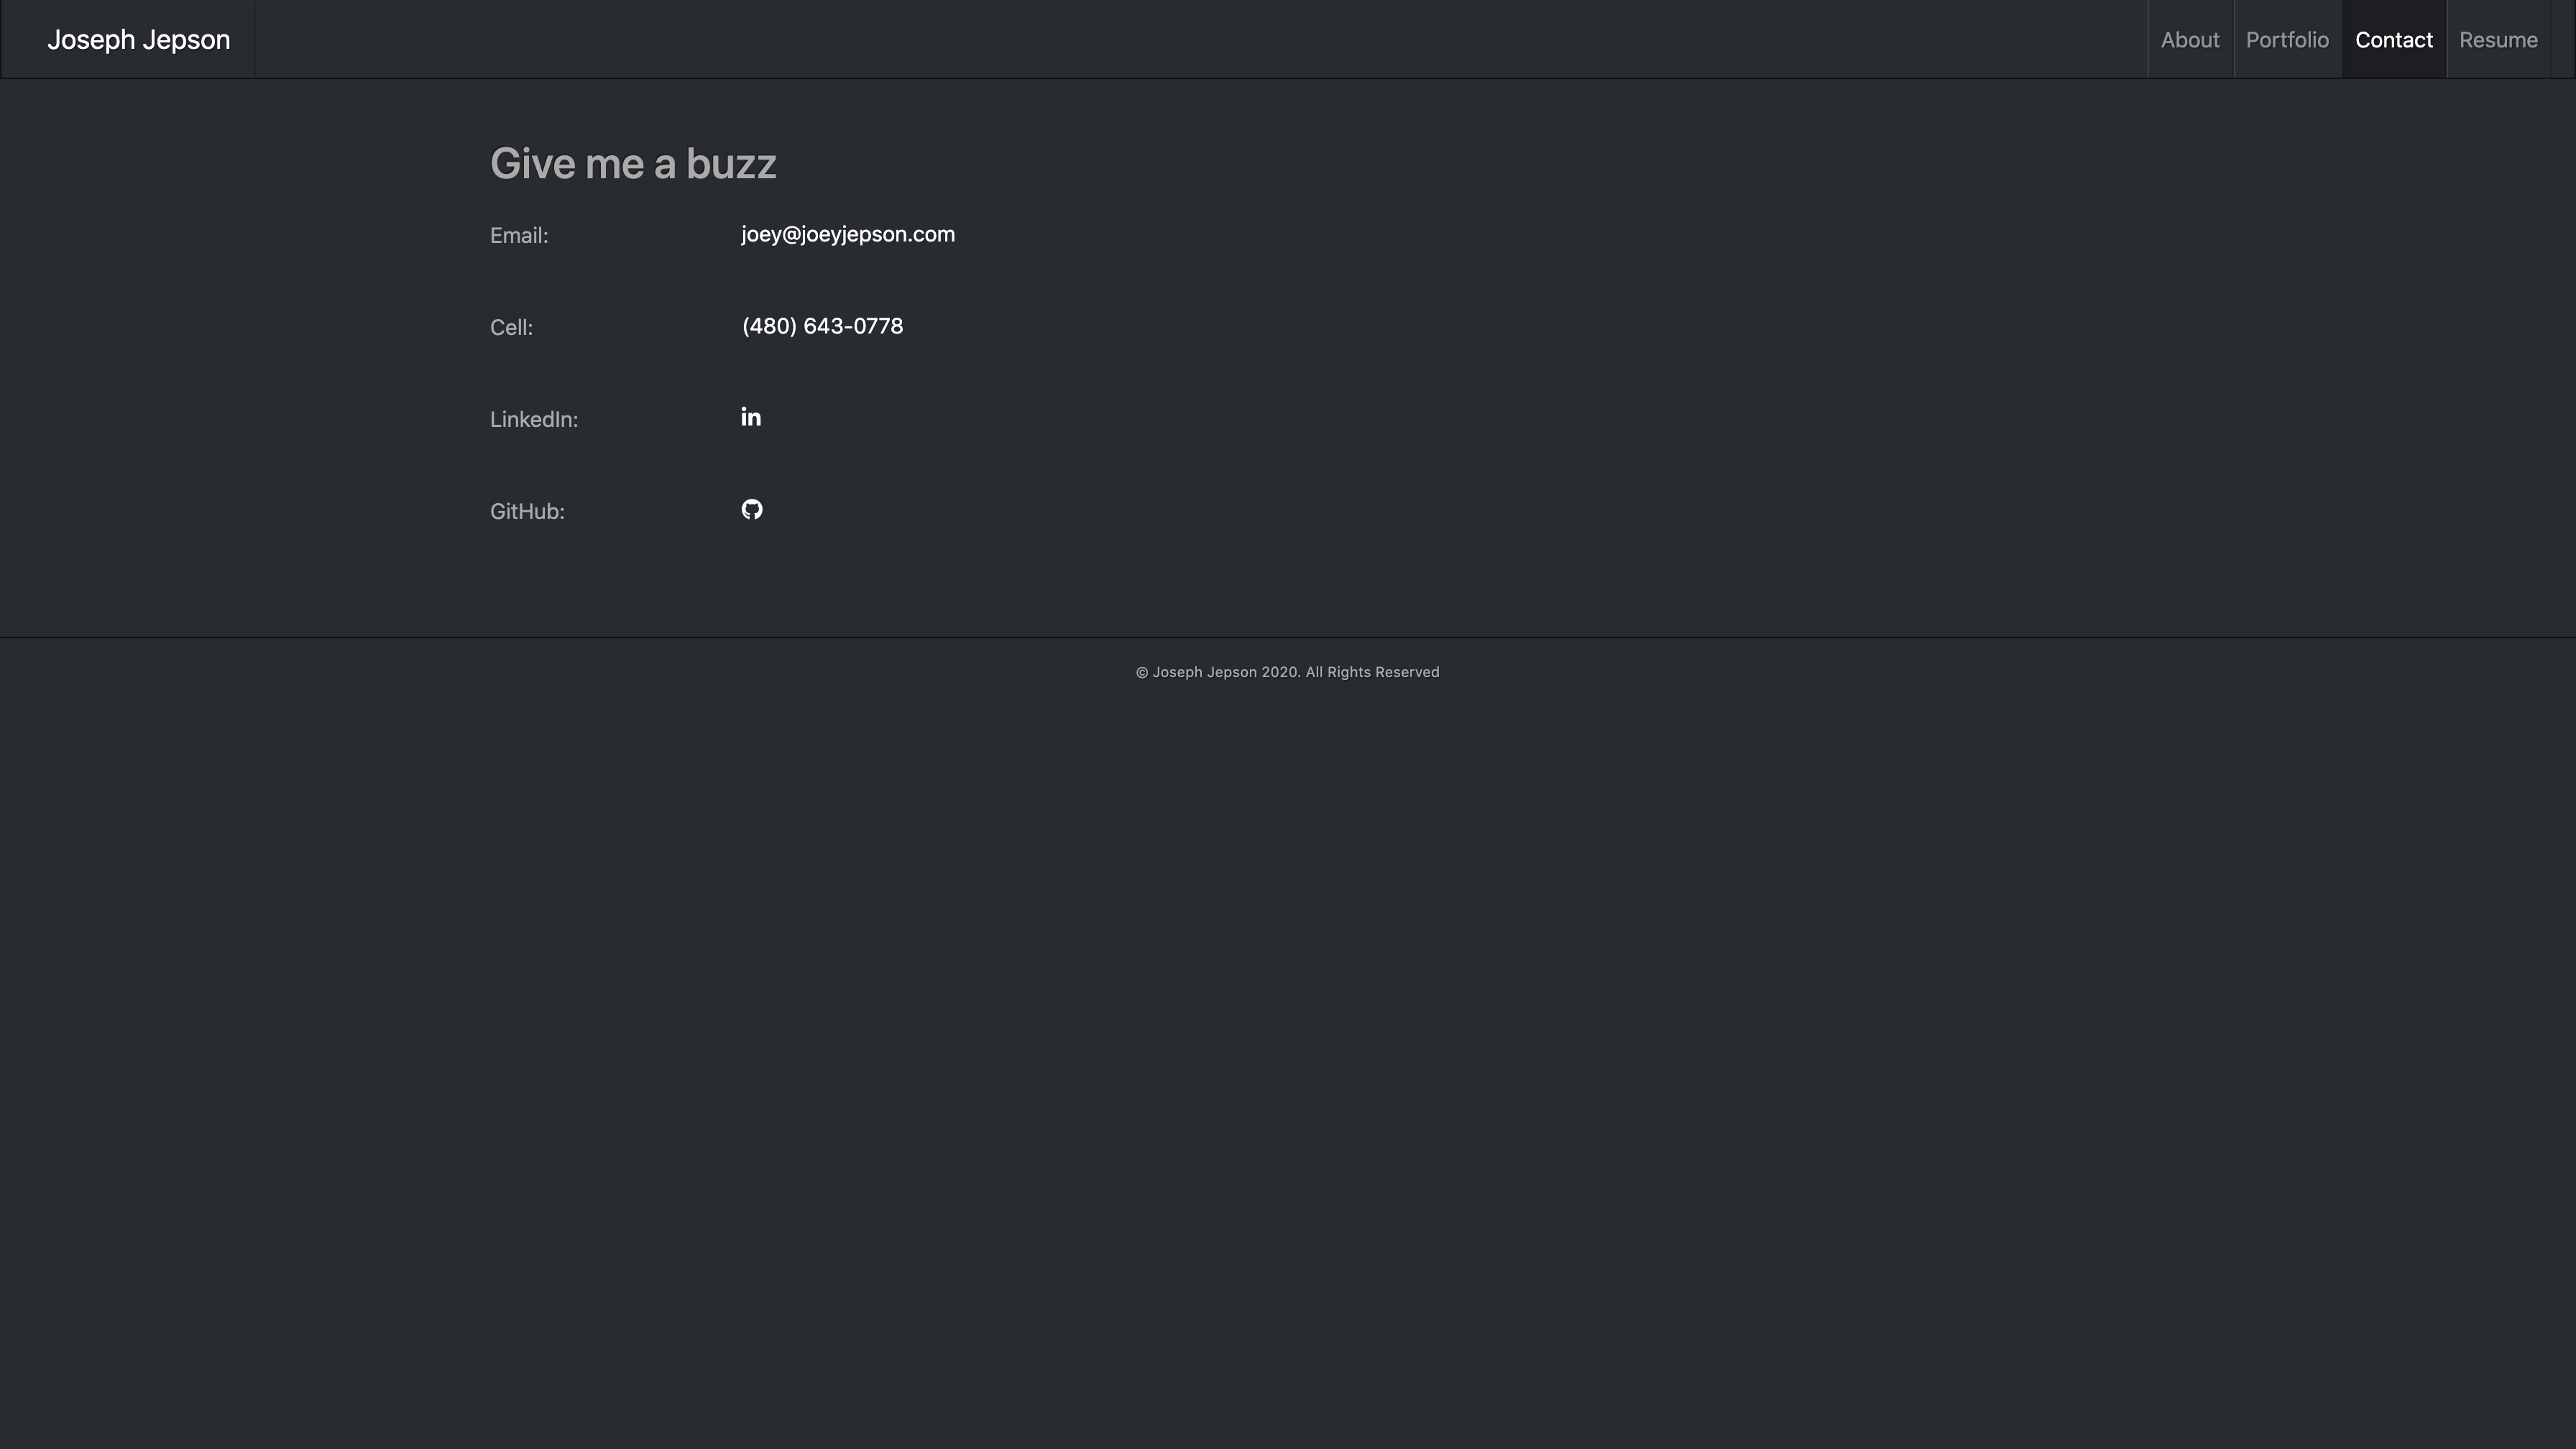 Joseph Jepson
About
Portfolio
Contact
Resume
Give me a buzz
Email: joey@joeyjepson.com
Cell: (480) 643-0778
LinkedIn: in
GitHub:
© Joseph Jepson 2020. All Rights Reserved